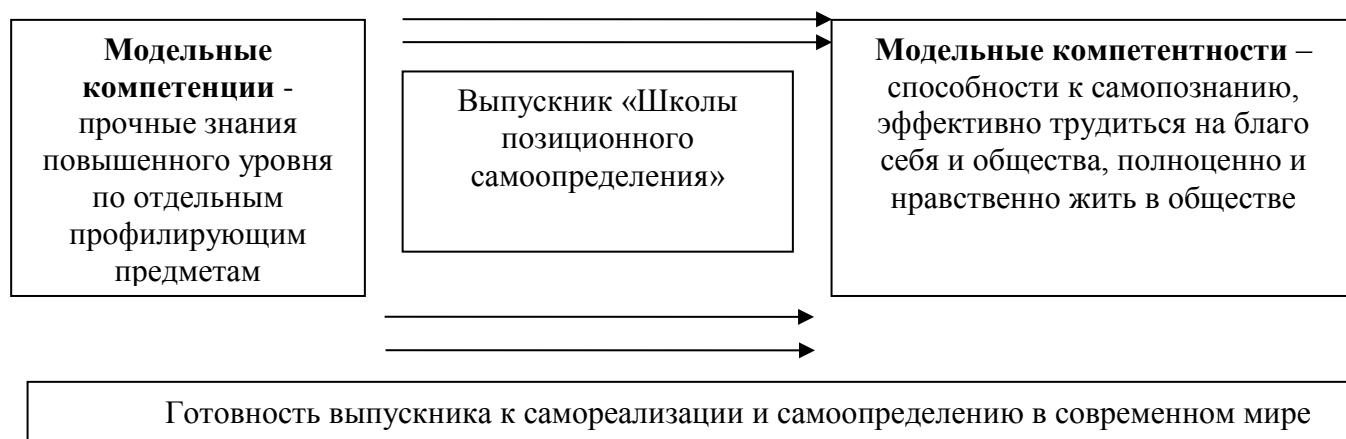 Модельные
компетенции -
прочные знания
повышенного уровня
по отдельным
профилирующим
предметам
Выпускник «Школы
позиционного
самоопределения»
Модельные компетентности –
способности к самопознанию,
эффективно трудиться на благо
себя и общества, полноценно и
нравственно жить в обществе
Готовность выпускника к самореализации и самоопределению в современном мире